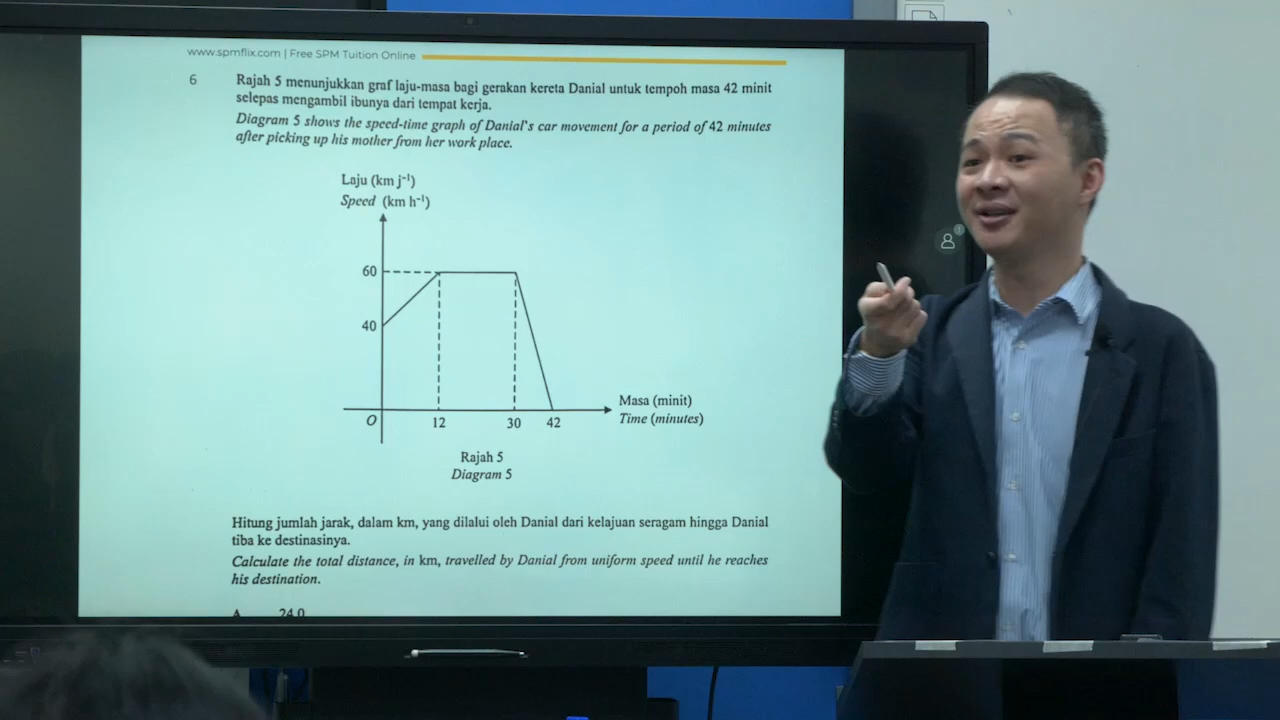 www.spmflix.com | Free SPM Tuition Online
6
Rajah 5 menunjukkan graf laju-masa bagi gerakan kereta Danial untuk tempoh masa 42 minit
selepas mengambil ibunya dari tempat kerja.
Diagram 5 shows the speed-time graph of Danial's car movement for a period of 42 minutes
after picking up his mother from her work place.
Laju (km j⁻¹)
Speed (km h⁻¹)
60
40
O
12
30
42
Masa (minit)
Time (minutes)
Rajah 5
Diagram 5
Hitung jumlah jarak, dalam km, yang dilalui oleh Danial dari kelajuan seragam hingga Danial
tiba ke destinasinya.
Calculate the total distance, in km, travelled by Danial from uniform speed until he reaches
his destination.
A 24.0